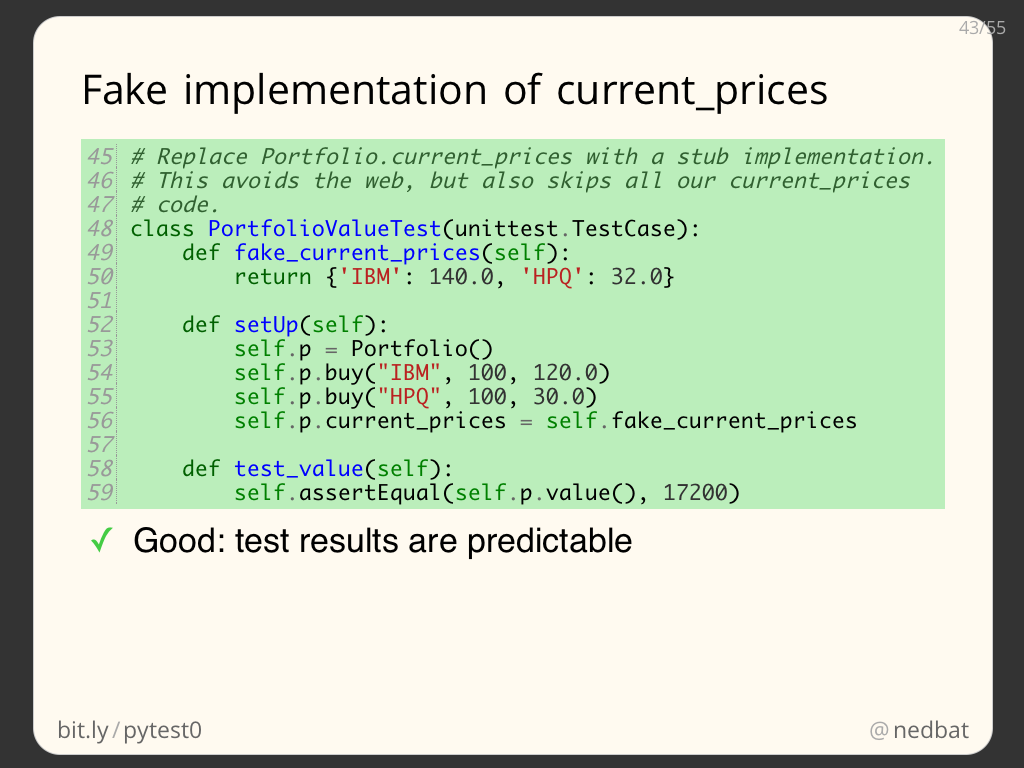 43/55
Fake implementation of current_prices
45 # Replace Portfolio.current_prices with a stub implementation.
46 # This avoids the web, but also skips all our current_prices
47 # code.
48 class PortfolioValueTest(unittest.TestCase):
49     def fake_current_prices(self):
50         return {'IBM': 140.0, 'HPQ': 32.0}
51
52     def setUp(self):
53         self.p = Portfolio()
54         self.p.buy("IBM", 100, 120.0)
55         self.p.buy("HPQ", 100, 30.0)
56         self.p.current_prices = self.fake_current_prices
57
58     def test_value(self):
59         self.assertEqual(self.p.value(), 17200)
✓ Good: test results are predictable
bit.ly/pytest0
@nedbat